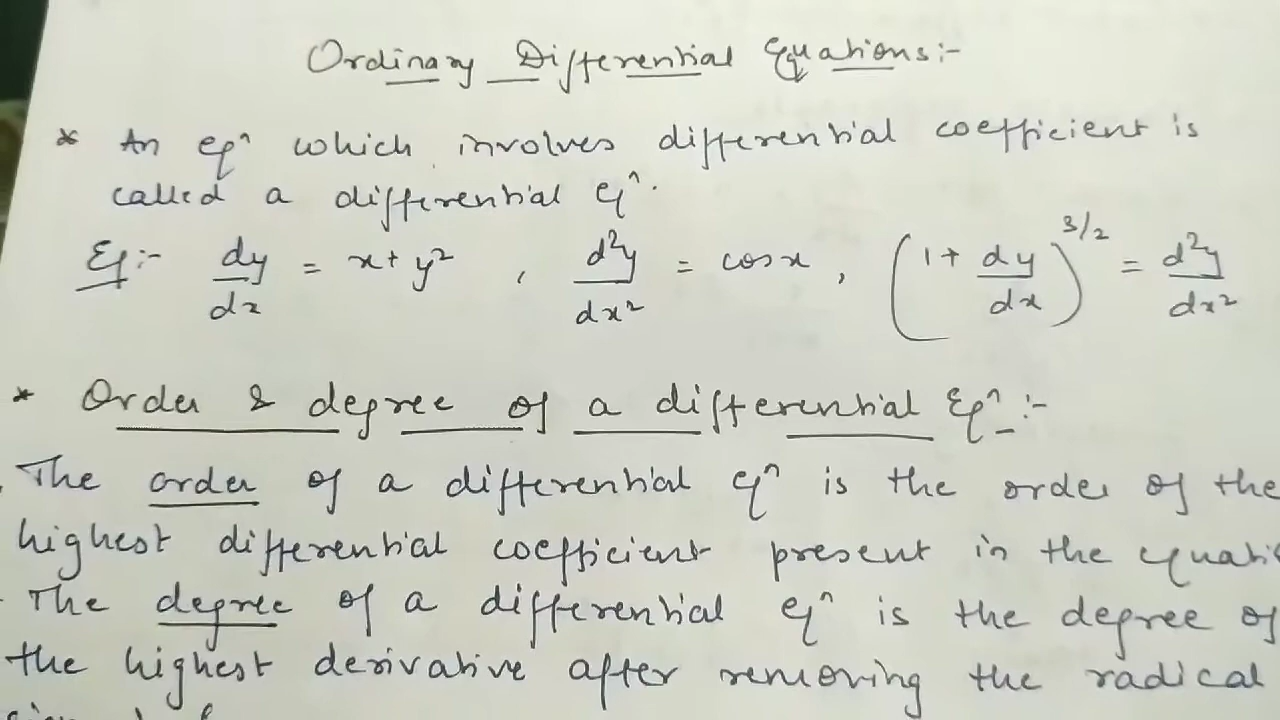 Ordinary Differential Equations:-
* An eqⁿ which involves differential coefficient is
called a differential eqⁿ.
Eg:- dy/dx = x + y² , d²y/dx² = cos x , (1 + dy/dx)^3/2 = d²y/dx²
* Order & degree of a differential Eqⁿ:-
The order of a differential eqⁿ is the order of the
highest differential coefficient present in the
The degree of a differential eqⁿ is the degree of
the highest derivative after removing the radical